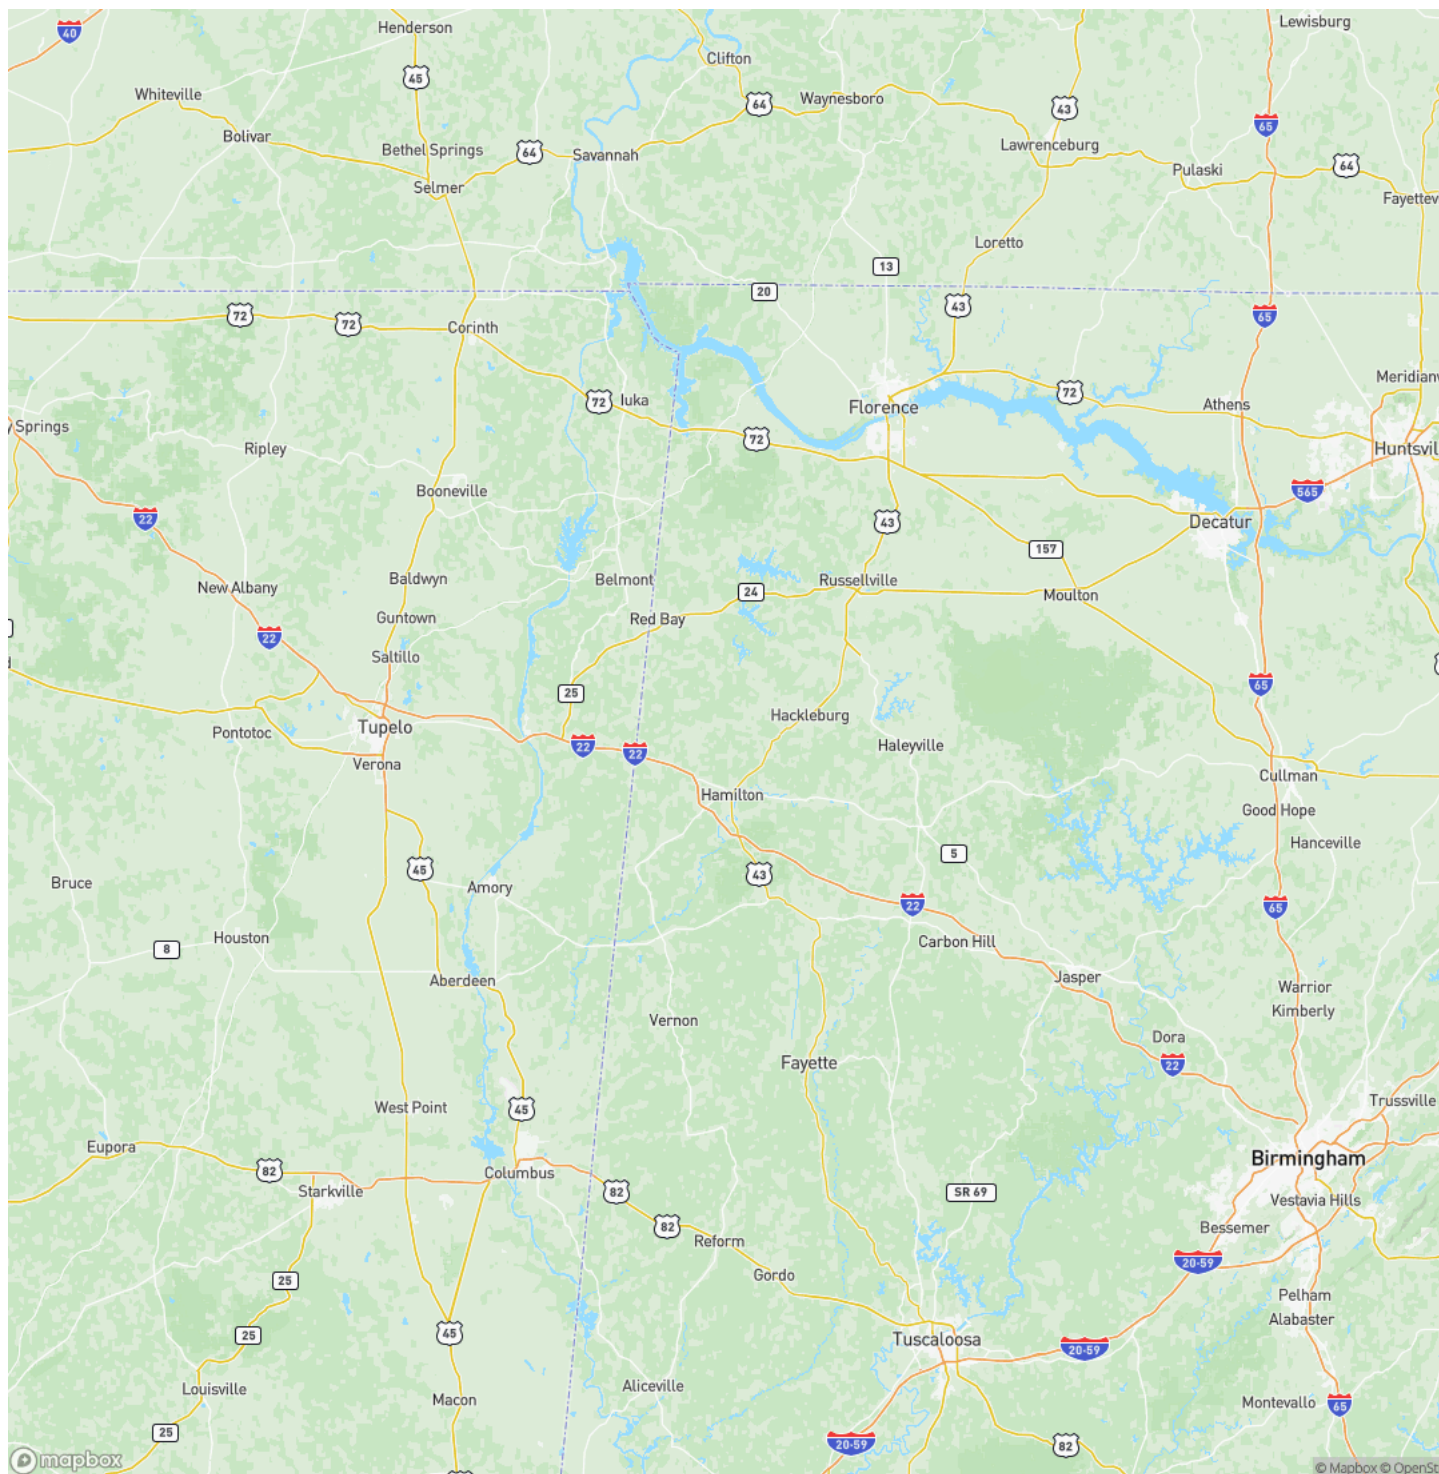 Lewisburg
Henderson
40
Clifton
45
Whiteville
Waynesboro
64
43
65
Bolivar
Bethel Springs
64
Savannah
Lawrenceburg
Pulaski
64
Selmer
Fayettev
Loretto
13
20
43
72
72
65
Corinth
Meridianv
72
Iuka
72
Florence
Athens
y Springs
72
Ripley
Huntsvil
Booneville
565
22
43
Decatur
157
Baldwyn
Belmont
Russellville
New Albany
24
Moulton
Guntown
Red Bay
22
Saltillo
65
25
Hackleburg
Tupelo
Pontotoc
22
22
Haleyville
Verona
Cullman
Hamilton
Good Hope
Hanceville
5
45
43
Bruce
Amory
22
65
Houston
8
Carbon Hill
Aberdeen
Jasper
Warrior
Kimberly
Vernon
Dora
Fayette
22
West Point
45
Trussville
Eupora
Birmingham
82
Columbus
Starkville
82
SR 69
Vestavia Hills
82
Bessemer
Reform
20-59
Gordo
25
Pelham
Alabaster
25
45
Tuscaloosa
20-59
Louisville
Aliceville
Macon
Montevallo
65
25
20-59
82
mapbox
© Mapbox © OpenSt